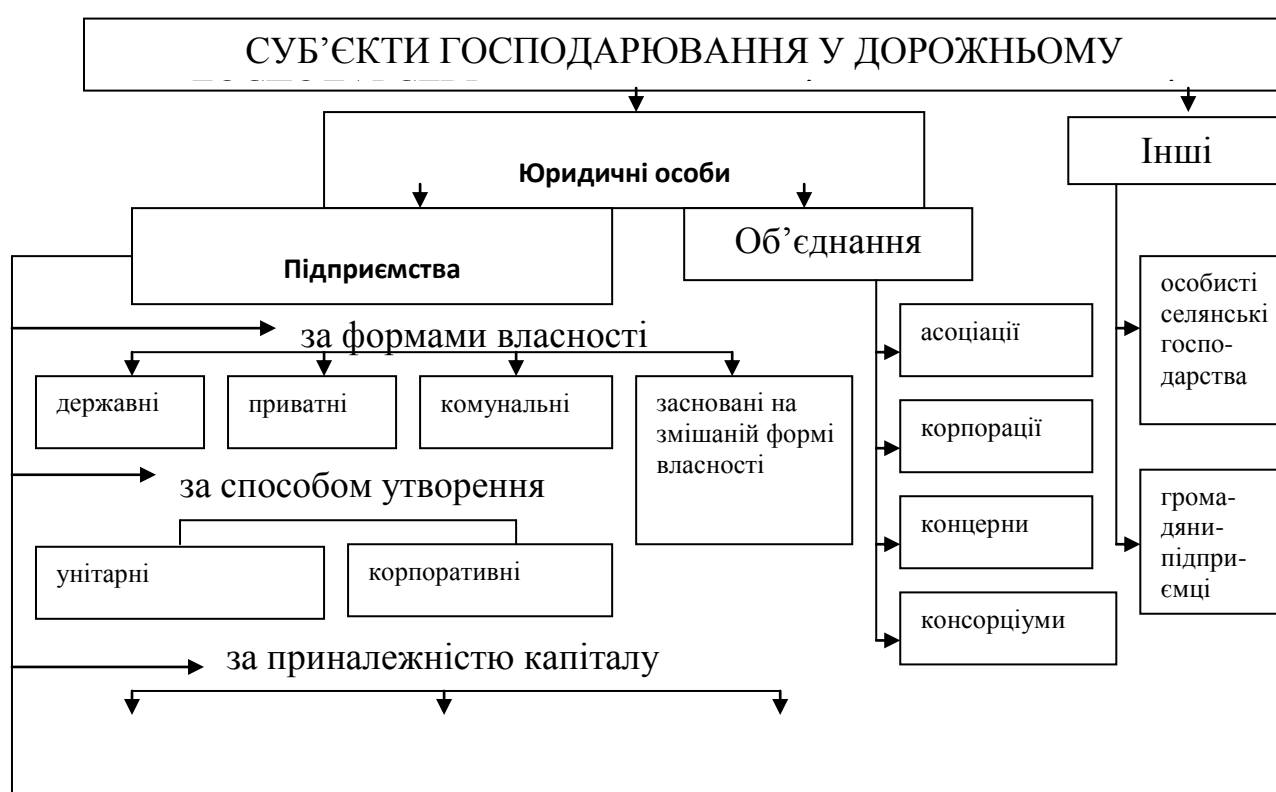 СУБ’ЄКТИ ГОСПОДАРЮВАННЯ У ДОРОЖНЬОМУ
Юридичні особи
Інші
Підприємства
Об’єднання
за формами власності
державні
приватні
комунальні
засновані на
змішаній формі
власності
за способом утворення
унітарні
корпоративні
за приналежністю капіталу
асоціації
корпорації
концерни
консорціуми
особисті
селянські
госпо-
дарства
грома-
дяни-
підпри-
ємці